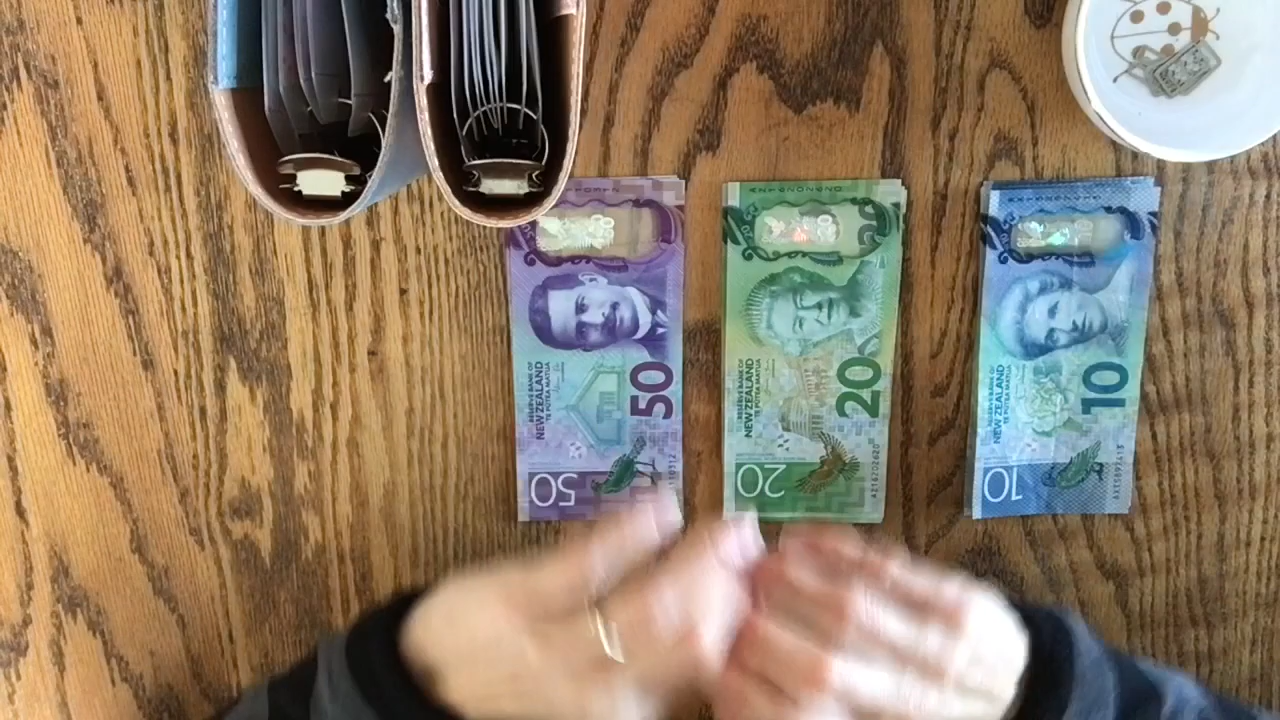 RESERVE BANK OF
NEW ZEALAND
TE PUTEA MATUA
50
50
RESERVE BANK OF
NEW ZEALAND
TE PUTEA MATUA
20
20
AZ16202620
RESERVE BANK OF
NEW ZEALAND
TE PUTEA MATUA
10
10